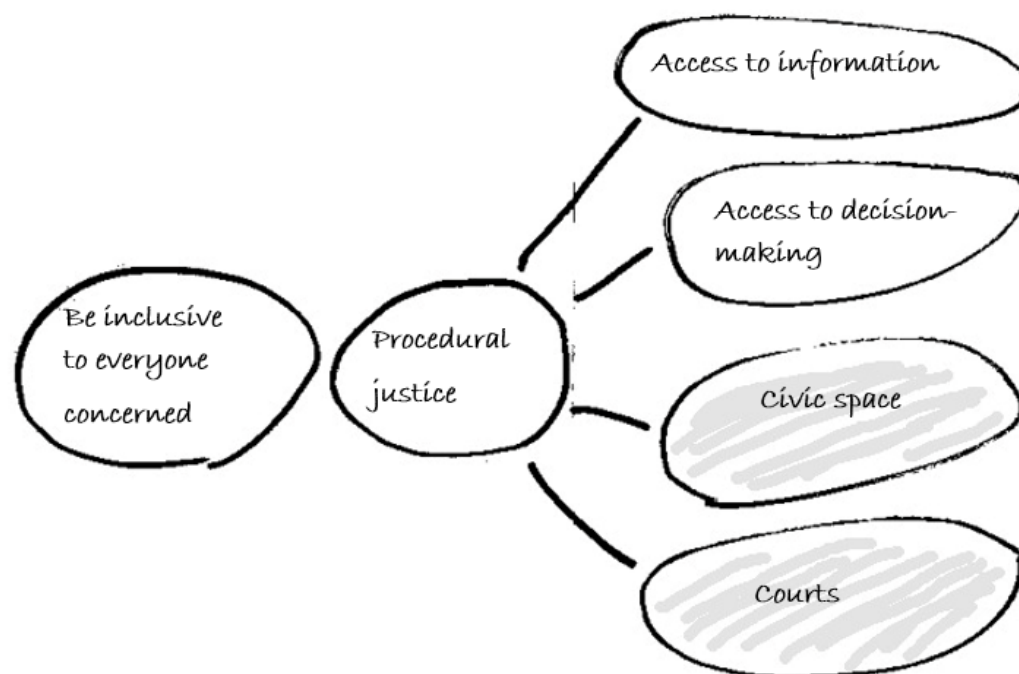 Access to information
Access to decision-
making
Be inclusive
to everyone
concerned
Procedural
justice
Civic space
Courts